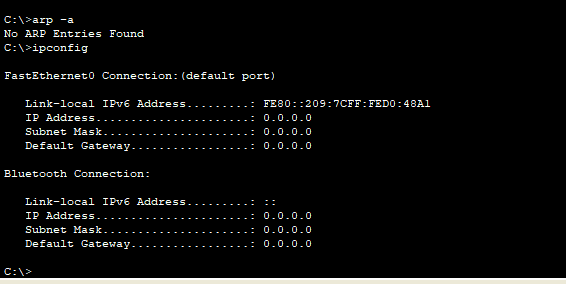 C:\>arp -a
No ARP Entries Found
C:\>ipconfig
FastEthernet0 Connection:(default port)
Link-local IPv6 Address.........: FE80::209:7CFF:FED0:48A1
IP Address......................: 0.0.0.0
Subnet Mask.....................: 0.0.0.0
Default Gateway.................: 0.0.0.0
Bluetooth Connection:
Link-local IPv6 Address.........: ::
IP Address......................: 0.0.0.0
Subnet Mask.....................: 0.0.0.0
Default Gateway.................: 0.0.0.0
C:\>